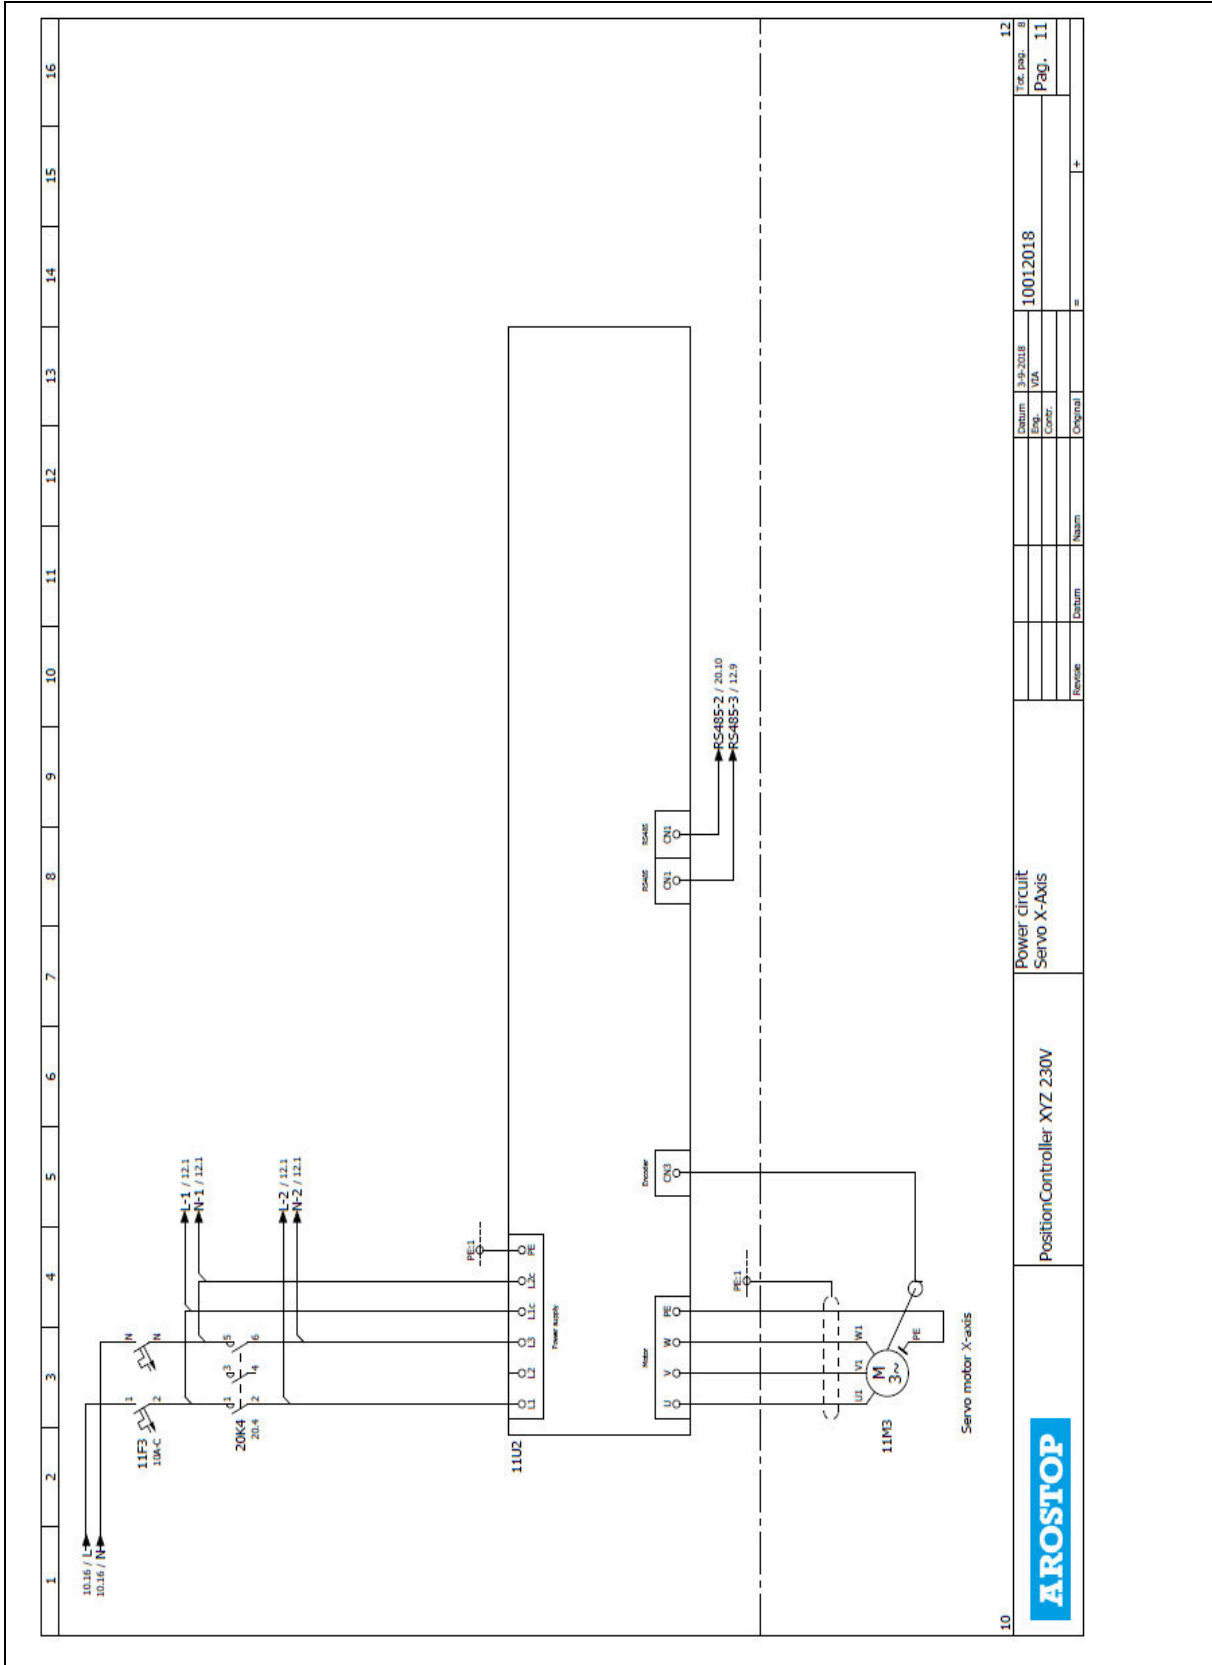 1 2 3 4 5 6 7 8 9 10 11 12 13 14 15 16
10.16 / L
10.16 / N
11F3
10A-C
1
2
N
N
L-1 / 12.1
N-1 / 12.1
20K4
20.4
1
2
3
4
5
6
L-2 / 12.1
N-2 / 12.1
PE:1
11U2
L1 L2 L3 L1c L2c PE
Power supply
Motor
U V W PE
Encoder
CN3
RS485
CN1
RS485
CN1
RS485-2 / 20.10
RS485-3 / 12.9
PE:1
11M3
U1
V1
W1
M
3~
PE
Servo motor X-axis
10
12
AROSTOP
PositionController XYZ 230V
Power circuit
Servo X-Axis
Revisie
Datum
Naam
Datum 3-9-2018
Eng. VIA
Contr.
Original
10012018
=
+
Tot. pag. 8
Pag. 11